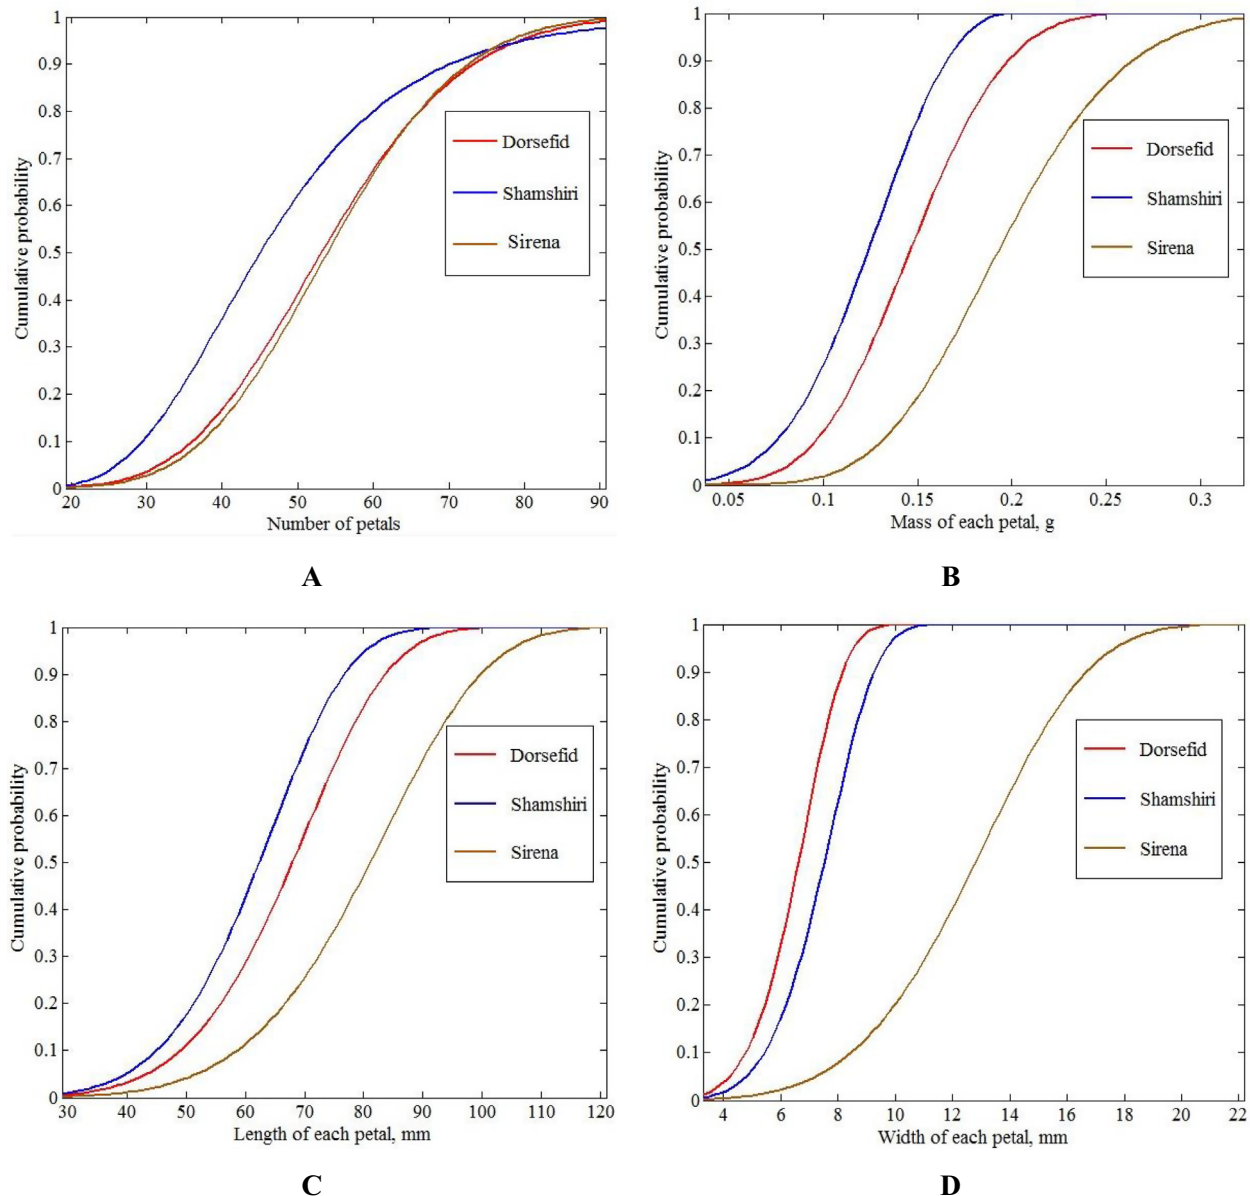 1
0.9
0.8
0.7
0.6
0.5
0.4
0.3
0.2
0.1
0
Cumulative probability
Dorsefid
Shamshiri
Sirena
20 30 40 50 60 70 80 90
Number of petals
A
1
0.9
0.8
0.7
0.6
0.5
0.4
0.3
0.2
0.1
0
Cumulative probability
Dorsefid
Shamshiri
Sirena
0.05 0.1 0.15 0.2 0.25 0.3
Mass of each petal, g
B
1
0.9
0.8
0.7
0.6
0.5
0.4
0.3
0.2
0.1
0
Cumulative probability
Dorsefid
Shamshiri
Sirena
30 40 50 60 70 80 90 100 110 120
Length of each petal, mm
C
1
0.9
0.8
0.7
0.6
0.5
0.4
0.3
0.2
0.1
0
Cumulative probability
Dorsefid
Shamshiri
Sirena
4 6 8 10 12 14 16 18 20 22
Width of each petal, mm
D